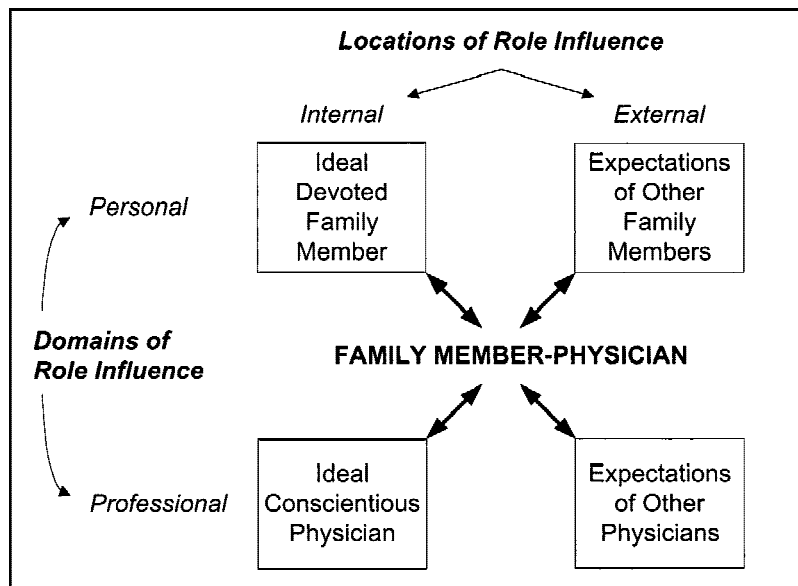 Locations of Role Influence
Internal
External
Personal
Ideal
Devoted
Family
Member
Expectations
of Other
Family
Members
Domains of
Role Influence
FAMILY MEMBER-PHYSICIAN
Professional
Ideal
Conscientious
Physician
Expectations
of Other
Physicians